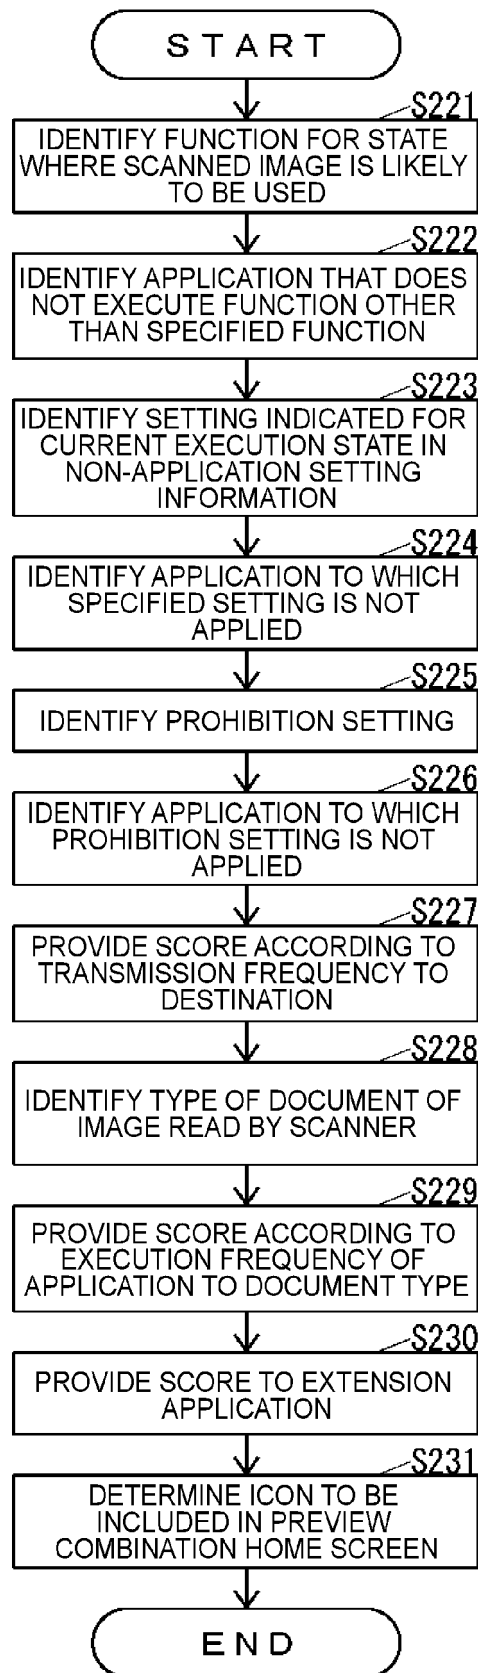 START
S221
IDENTIFY FUNCTION FOR STATE
WHERE SCANNED IMAGE IS LIKELY
TO BE USED
S222
IDENTIFY APPLICATION THAT DOES
NOT EXECUTE FUNCTION OTHER
THAN SPECIFIED FUNCTION
S223
IDENTIFY SETTING INDICATED FOR
CURRENT EXECUTION STATE IN
NON-APPLICATION SETTING
INFORMATION
S224
IDENTIFY APPLICATION TO WHICH
SPECIFIED SETTING IS NOT
APPLIED
S225
IDENTIFY PROHIBITION SETTING
S226
IDENTIFY APPLICATION TO WHICH
PROHIBITION SETTING IS NOT
APPLIED
S227
PROVIDE SCORE ACCORDING TO
TRANSMISSION FREQUENCY TO
DESTINATION
S228
IDENTIFY TYPE OF DOCUMENT OF
IMAGE READ BY SCANNER
S229
PROVIDE SCORE ACCORDING TO
EXECUTION FREQUENCY OF
APPLICATION TO DOCUMENT TYPE
S230
PROVIDE SCORE TO EXTENSION
APPLICATION
S231
DETERMINE ICON TO BE
INCLUDED IN PREVIEW
COMBINATION HOME SCREEN
END